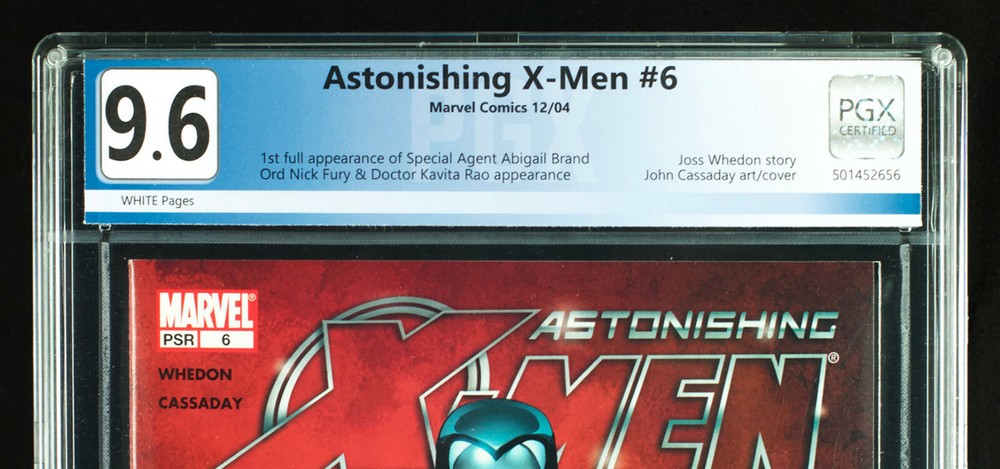 9.6
Astonishing X-Men #6
Marvel Comics 12/04
PGX
CERTIFIED
501452656
1st full appearance of Special Agent Abigail Brand
Ord Nick Fury & Doctor Kavita Rao appearance
Joss Whedon story
John Cassaday art/cover
WHITE Pages
PGX
MARVEL®
PSR 6
WHEDON
CASSADAY
ASTONISHING
X-MEN®